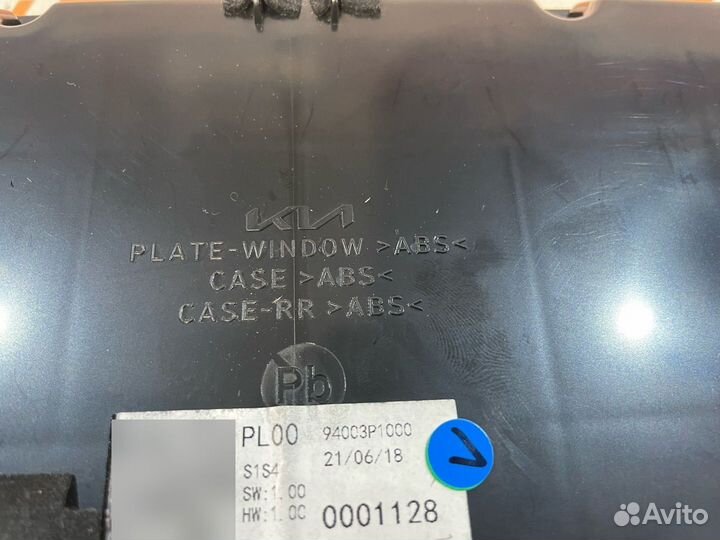 KIA
PLATE-WINDOW >ABS<
CASE >ABS<
CASE-RR >ABS<
Pb
PL00 94003P1000
S1S4 21/06/18
SW:1.00
HW:1.00 0001128
Avito